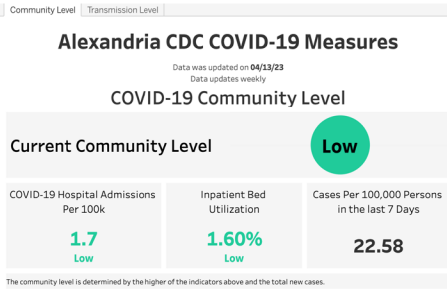 Community Level Transmission Level
Alexandria CDC COVID-19 Measures
Data was updated on 04/13/23
Data updates weekly
COVID-19 Community Level
Current Community Level Low
COVID-19 Hospital Admissions
Per 100k
1.7
Low
Inpatient Bed
Utilization
1.60%
Low
Cases Per 100,000 Persons
in the last 7 Days
22.58
The community level is determined by the higher of the indicators above and the total new cases.